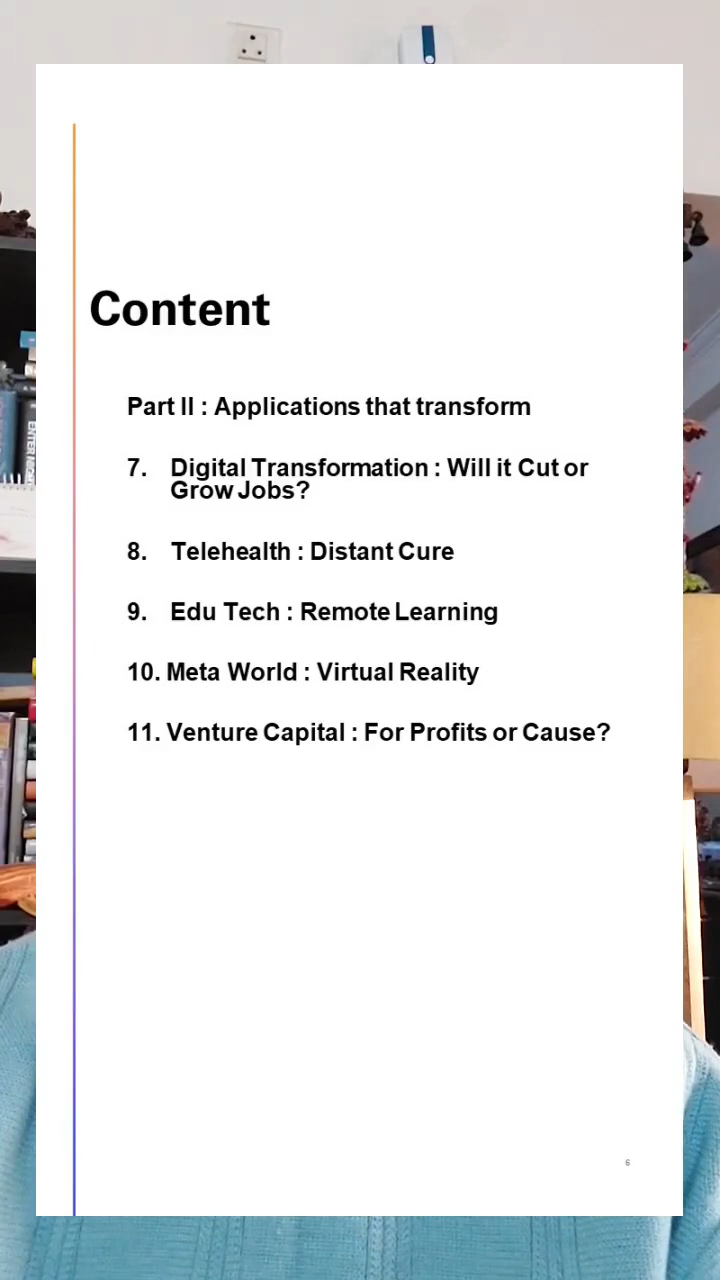 Content
Part II : Applications that transform
7. Digital Transformation : Will it Cut or
Grow Jobs?
8. Telehealth : Distant Cure
9. Edu Tech : Remote Learning
10. Meta World : Virtual Reality
11. Venture Capital : For Profits or Cause?
6